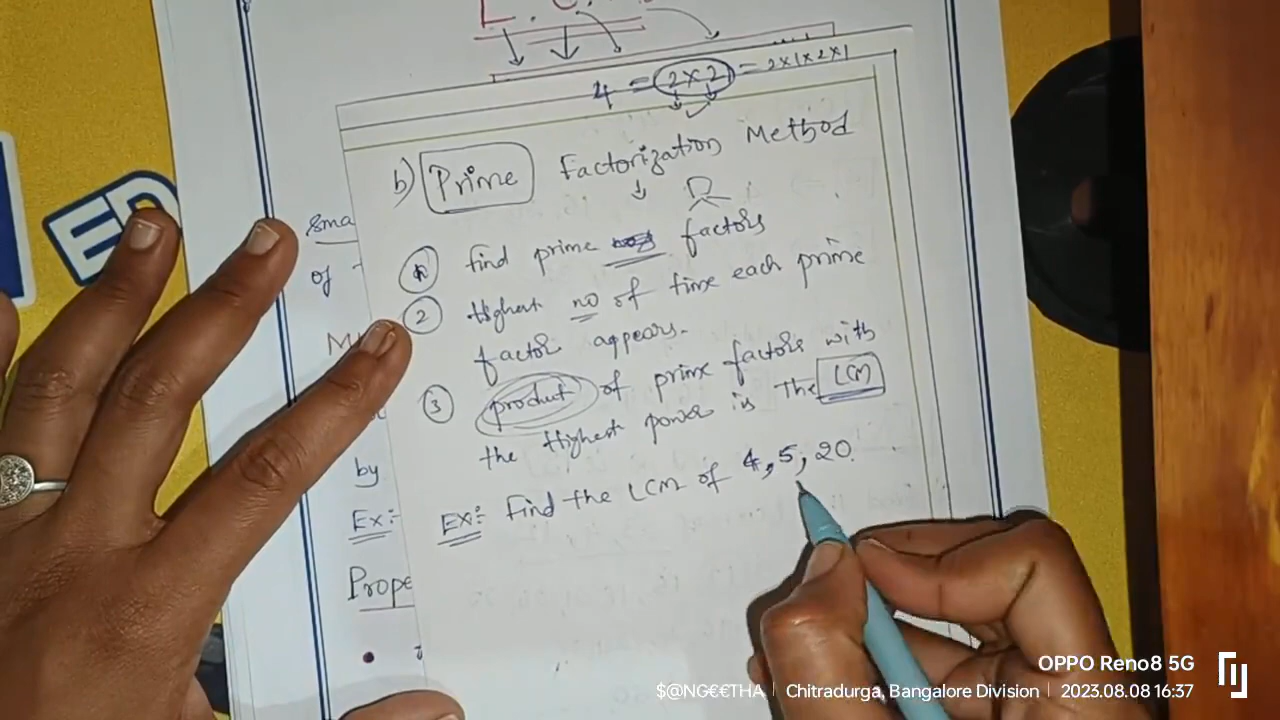 L.C.
4 = 2×2 = 2×1×2×1
b) Prime Factorization Method
find prime factors
② Highest no of time each prime
factor appears.
③ product of prime factors with
the Highest power is The LCM
Ex:- Find the LCM of 4, 5, 20.
Sma
of
by
Ex:-
Prope
ED
OPPO Reno8 5G
$@NG€€THA | Chitradurga, Bangalore Division | 2023.08.08 16:37